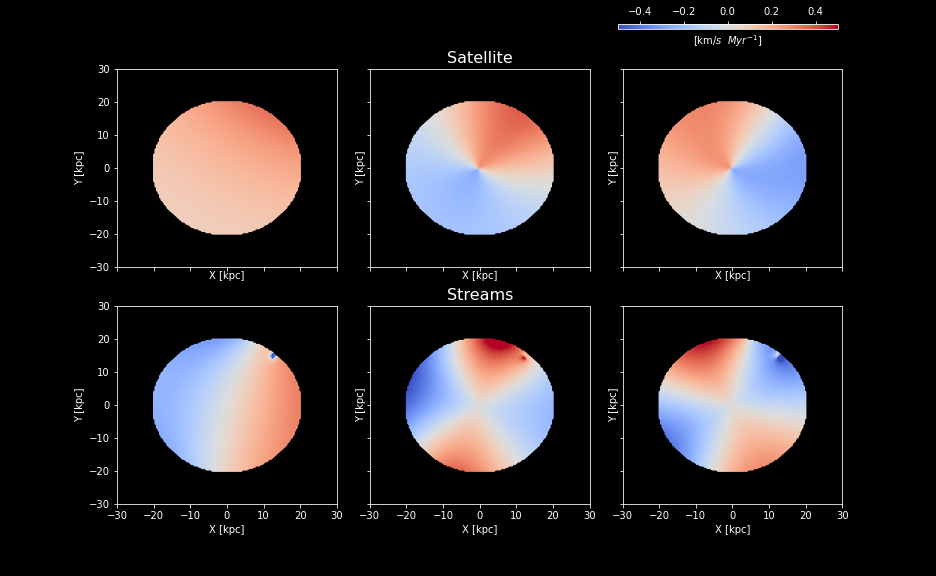 −0.4 −0.2 0.0 0.2 0.4
[km/s Myr⁻¹]
Satellite
30
20
10
0
−10
−20
−30
Y [kpc]
Y [kpc]
Y [kpc]
X [kpc]
X [kpc]
X [kpc]
Streams
30
20
10
0
−10
−20
−30
Y [kpc]
Y [kpc]
Y [kpc]
−30 −20 −10 0 10 20 30
−30 −20 −10 0 10 20 30
−30 −20 −10 0 10 20 30
X [kpc]
X [kpc]
X [kpc]